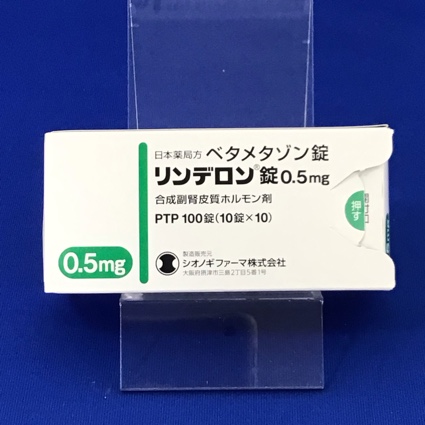 日本薬局方 ベタメタゾン錠
リンデロン®錠0.5mg
合成副腎皮質ホルモン剤
PTP 100錠(10錠×10)
0.5mg
製造販売元
シオノギファーマ株式会社
大阪府摂津市三島2丁目5番1号
押す